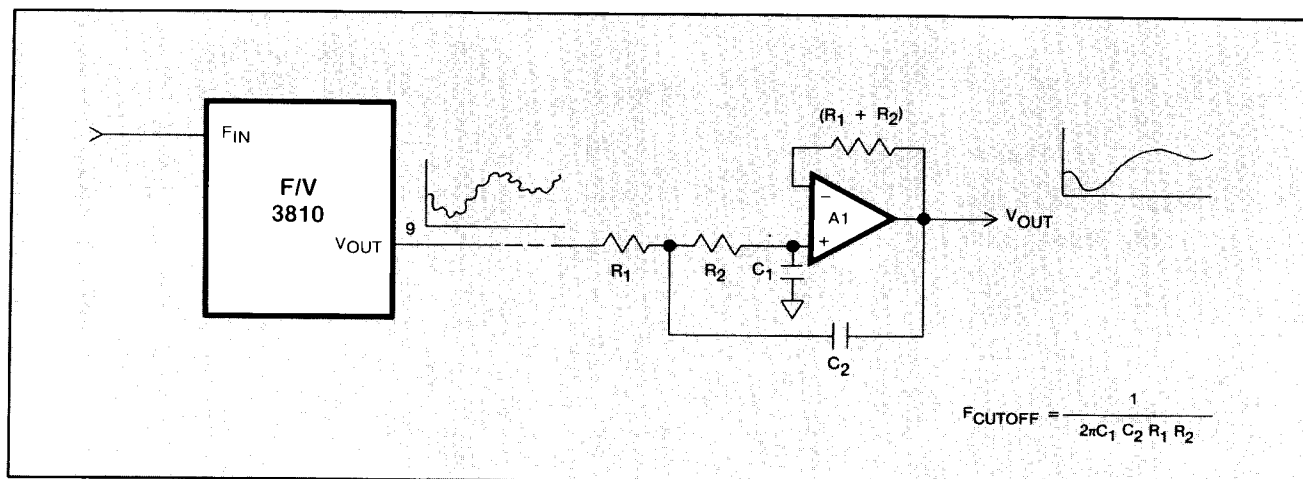 (R1 + R2)
FIN
F/V
3810
9
VOUT
−
A1
+
VOUT
R1
R2
C1
C2
FCUTOFF = 1 / 2πC1 C2 R1 R2